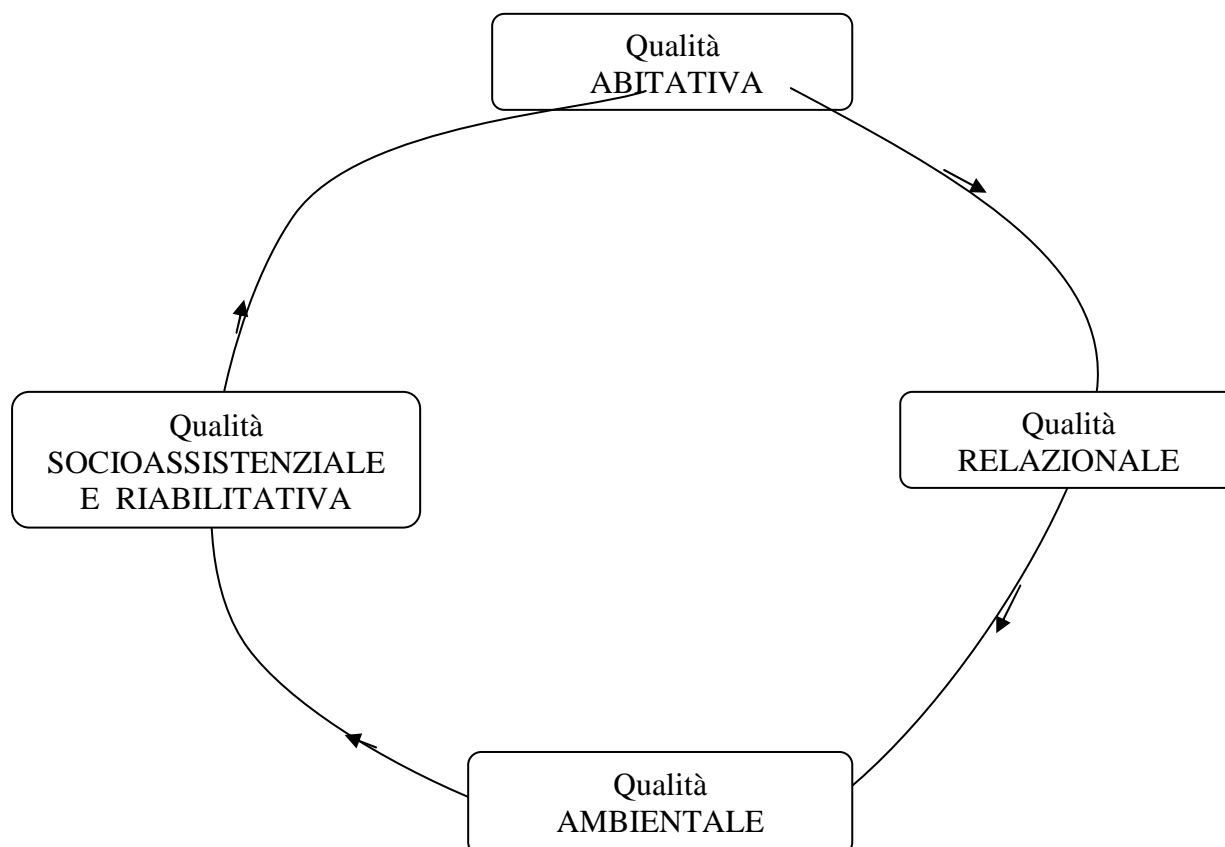 Qualità
ABITATIVA
Qualità
SOCIOASSISTENZIALE
E RIABILITATIVA
Qualità
RELAZIONALE
Qualità
AMBIENTALE